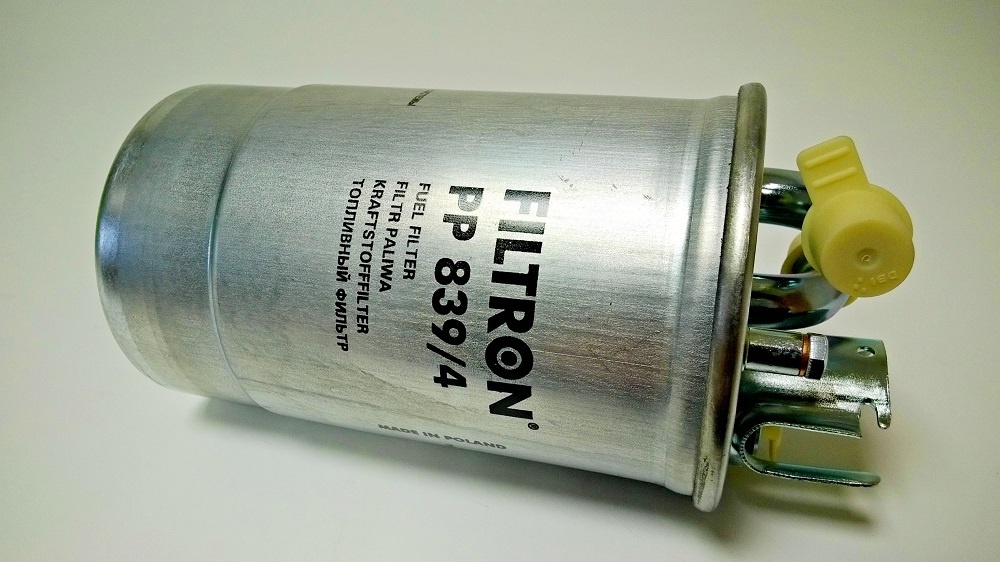 FILTRON®
PP 839/4
FUEL FILTER
FILTR PALIWA
KRAFTSTOFFFILTER
ТОПЛИВНЫЙ ФИЛЬТР
MADE IN POLAND